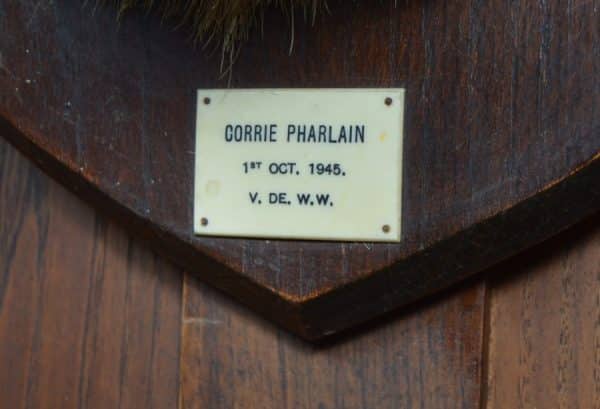 CORRIE PHARLAIN
1ST OCT. 1945.
V. DE. W.W.